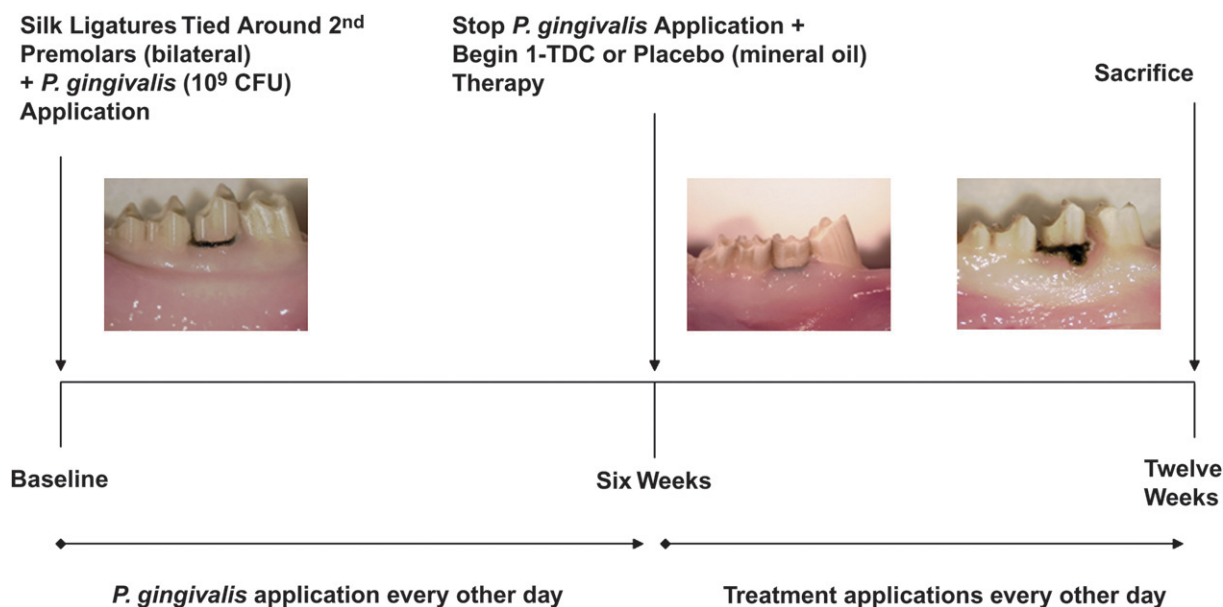 Silk Ligatures Tied Around 2nd
Premolars (bilateral)
+ P. gingivalis (10⁹ CFU)
Application
Stop P. gingivalis Application +
Begin 1-TDC or Placebo (mineral oil)
Therapy
Sacrifice
Baseline
Six Weeks
Twelve
Weeks
P. gingivalis application every other day
Treatment applications every other day